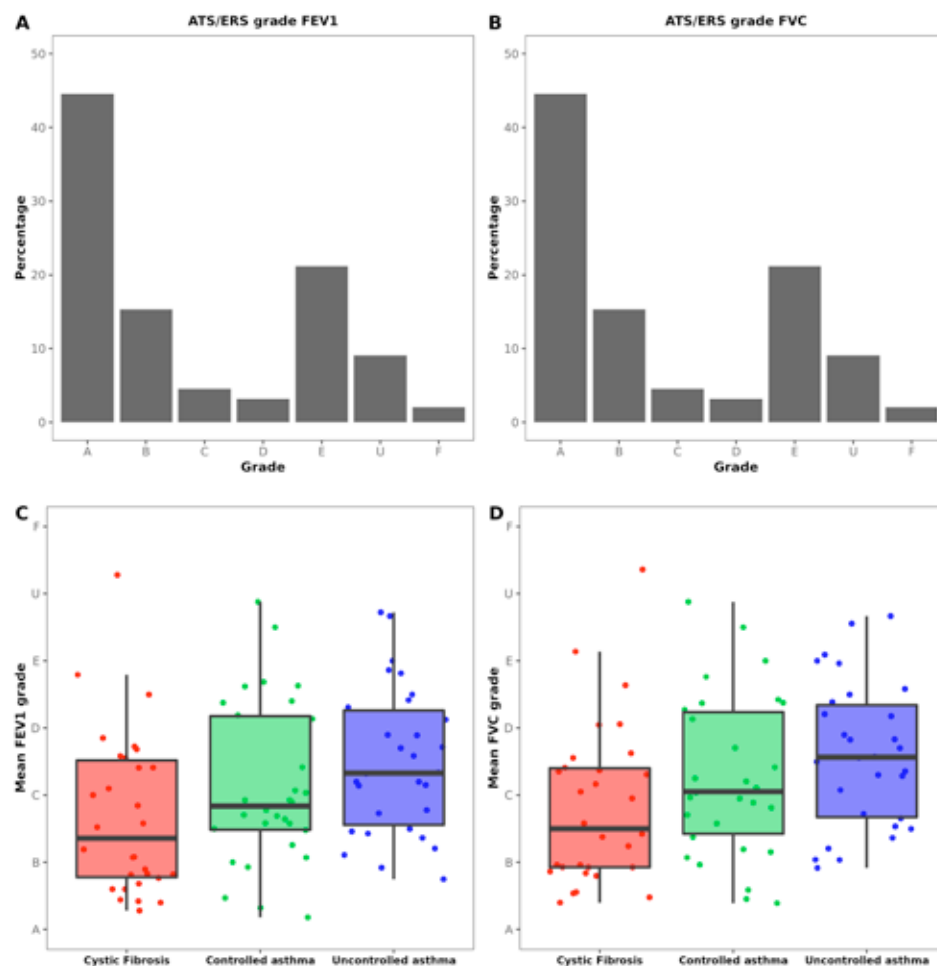 A
ATS/ERS grade FEV1
50
40
30
20
10
0
Percentage
A B C D E U F
Grade
B
ATS/ERS grade FVC
50
40
30
20
10
0
Percentage
A B C D E U F
Grade
C
F
U
E
D
C
B
A
Mean FEV1 grade
Cystic Fibrosis Controlled asthma Uncontrolled asthma
D
F
U
E
D
C
B
A
Mean FVC grade
Cystic Fibrosis Controlled asthma Uncontrolled asthma